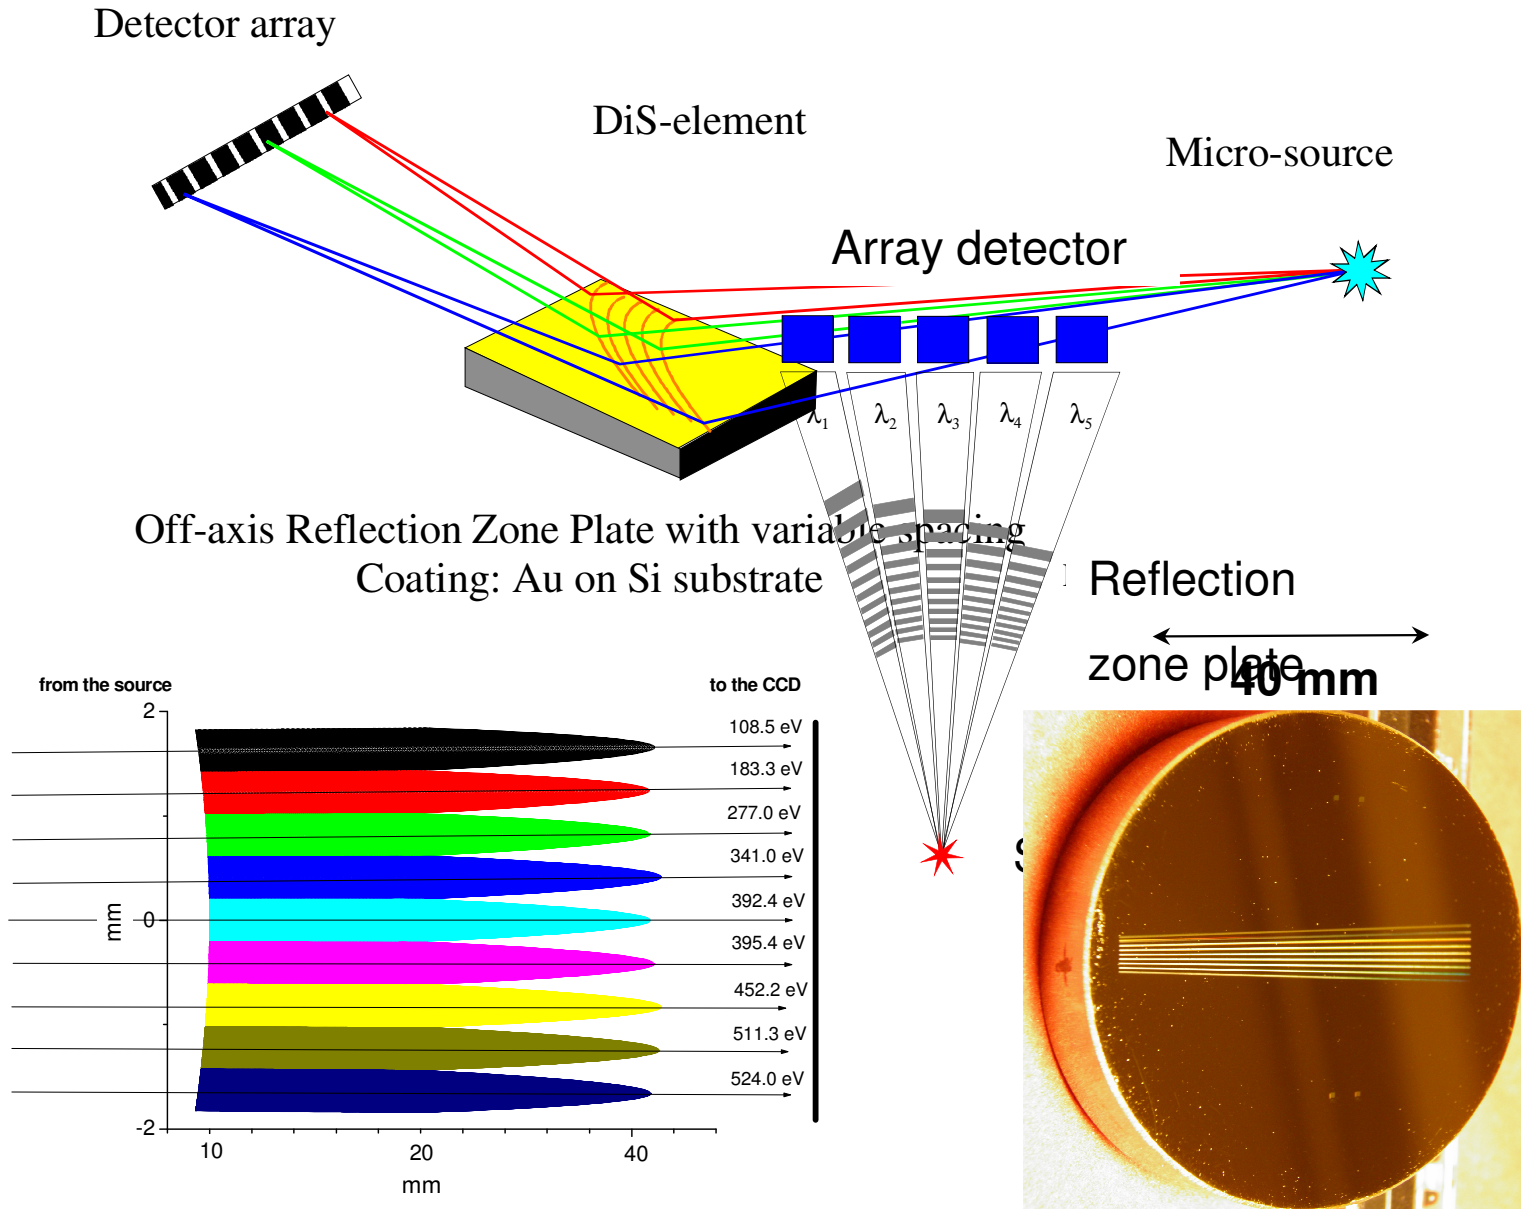 Detector array
DiS-element
Micro-source
Array detector
λ1
λ2
λ3
λ4
λ5
Off-axis Reflection Zone Plate with variable spacing
Coating: Au on Si substrate
Reflection
zone plate
40 mm
from the source
to the CCD
2
0
-2
mm
108.5 eV
183.3 eV
277.0 eV
341.0 eV
392.4 eV
395.4 eV
452.2 eV
511.3 eV
524.0 eV
10
20
40
mm